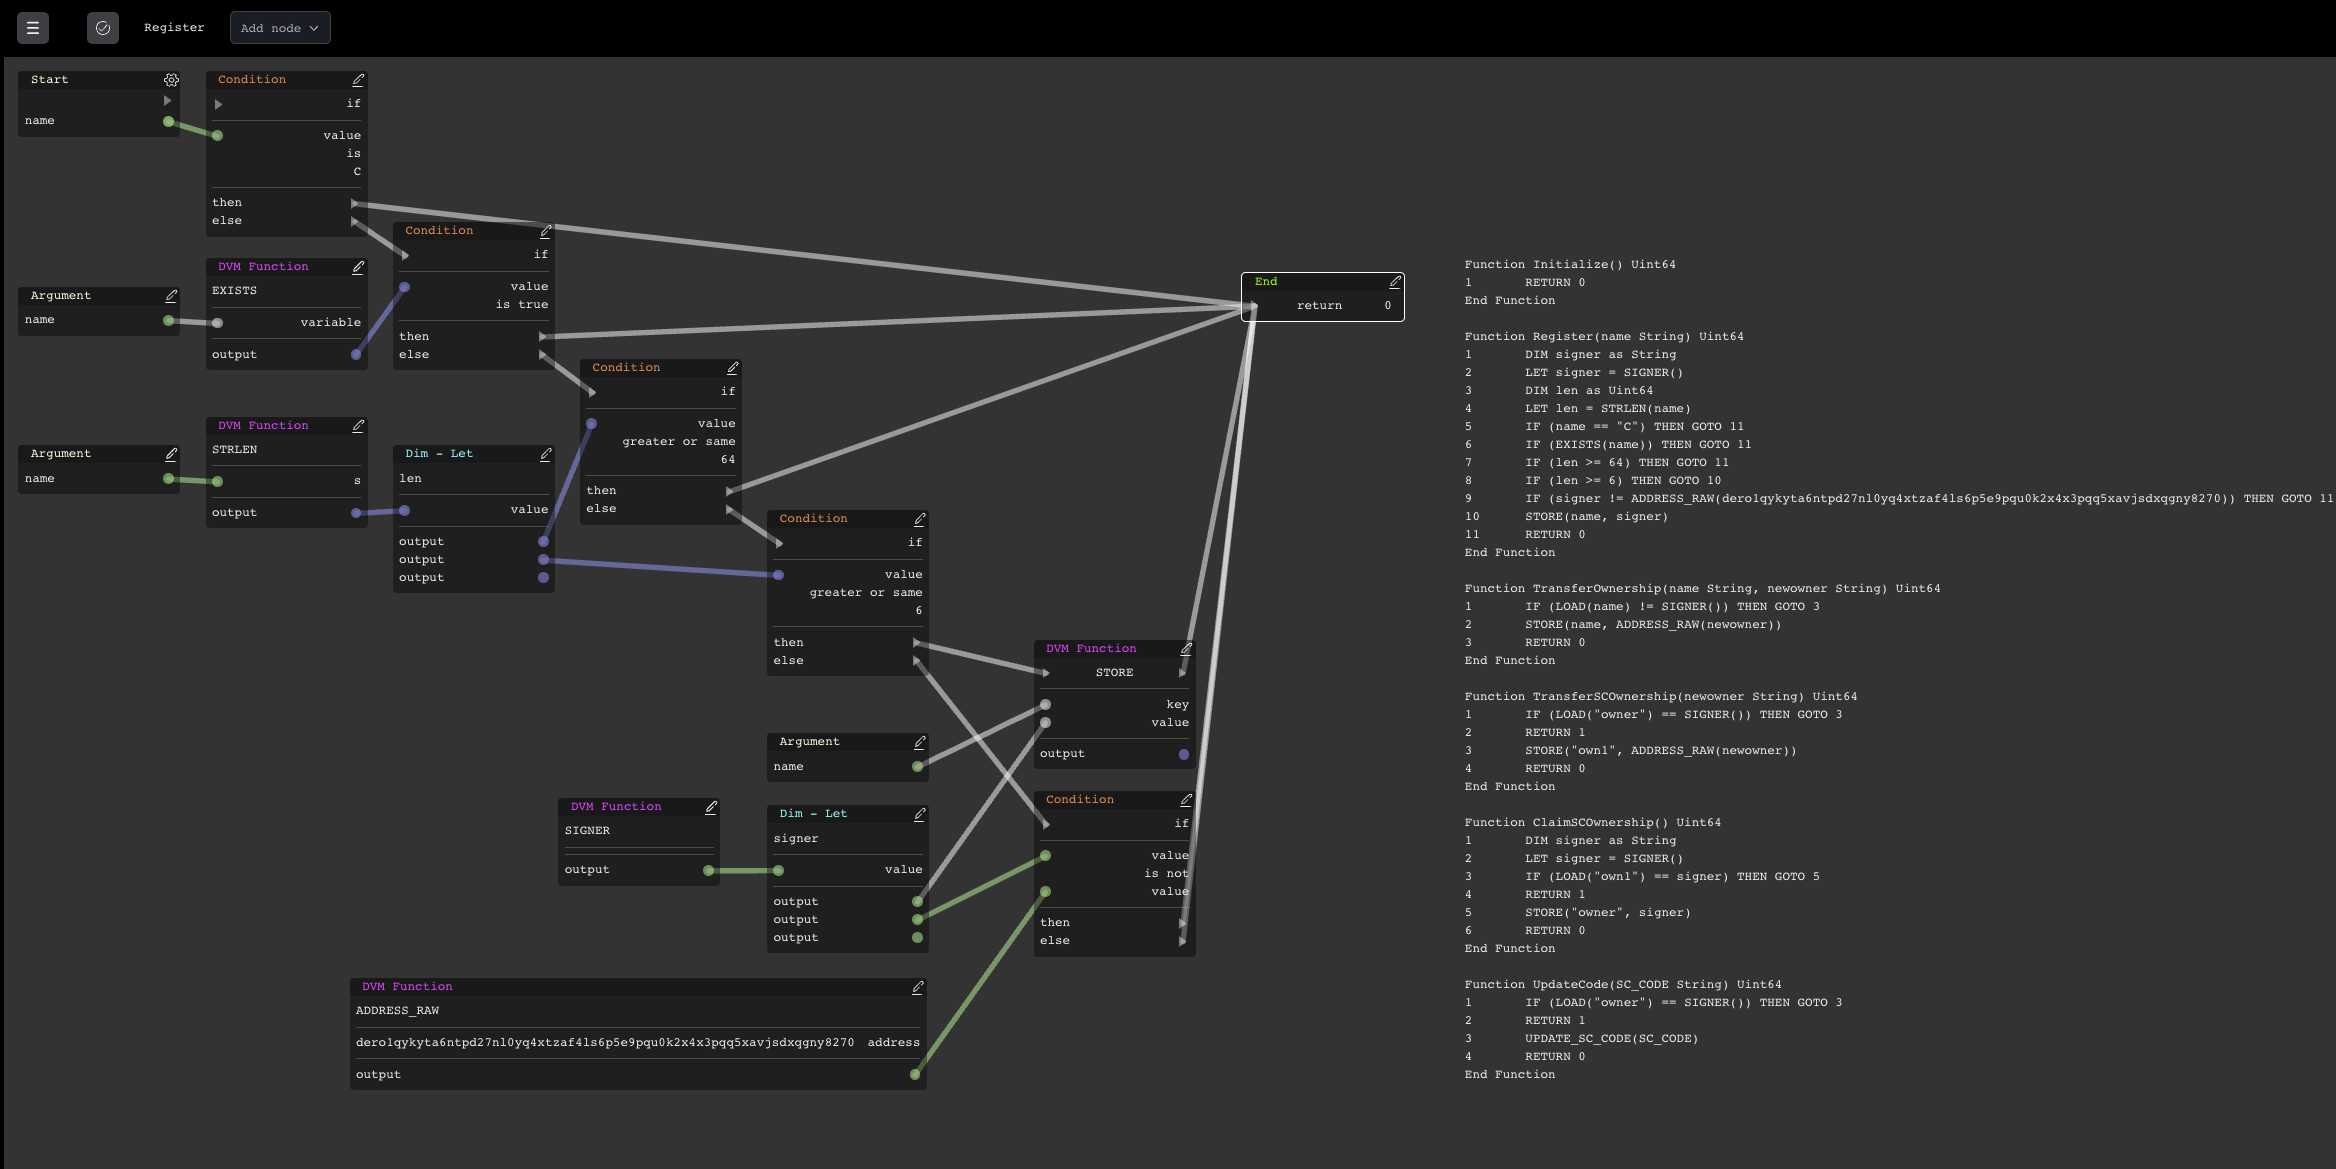 Register
Add node
Start
name
Condition
if
value
is
C
then
else
Argument
name
DVM Function
EXISTS
variable
output
Condition
if
value
is true
then
else
Argument
name
DVM Function
STRLEN
s
output
Dim - Let
len
value
output
output
output
Condition
if
value
greater or same
64
then
else
Condition
if
value
greater or same
6
then
else
Argument
name
DVM Function
SIGNER
output
Dim - Let
signer
value
output
output
output
DVM Function
ADDRESS_RAW
dero1qykyta6ntpd27nl0yq4xtzaf4ls6p5e9pqu0k2x4x3pqq5xavjsdxqgny8270 address
output
DVM Function
STORE
key
value
output
Condition
if
value
is not
value
then
else
End
return 0
Function Initialize() Uint64
1 RETURN 0
End Function
Function Register(name String) Uint64
1 DIM signer as String
2 LET signer = SIGNER()
3 DIM len as Uint64
4 LET len = STRLEN(name)
5 IF (name == "C") THEN GOTO 11
6 IF (EXISTS(name)) THEN GOTO 11
7 IF (len >= 64) THEN GOTO 11
8 IF (len >= 6) THEN GOTO 10
9 IF (signer != ADDRESS_RAW(dero1qykyta6ntpd27nl0yq4xtzaf4ls6p5e9pqu0k2x4x3pqq5xavjsdxqgny8270)) THEN GOTO 11
10 STORE(name, signer)
11 RETURN 0
End Function
Function TransferOwnership(name String, newowner String) Uint64
1 IF (LOAD(name) != SIGNER()) THEN GOTO 3
2 STORE(name, ADDRESS_RAW(newowner))
3 RETURN 0
End Function
Function TransferSCOwnership(newowner String) Uint64
1 IF (LOAD("owner") == SIGNER()) THEN GOTO 3
2 RETURN 1
3 STORE("own1", ADDRESS_RAW(newowner))
4 RETURN 0
End Function
Function ClaimSCOwnership() Uint64
1 DIM signer as String
2 LET signer = SIGNER()
3 IF (LOAD("own1") == signer) THEN GOTO 5
4 RETURN 1
5 STORE("owner", signer)
6 RETURN 0
End Function
Function UpdateCode(SC_CODE String) Uint64
1 IF (LOAD("owner") == SIGNER()) THEN GOTO 3
2 RETURN 1
3 UPDATE_SC_CODE(SC_CODE)
4 RETURN 0
End Function